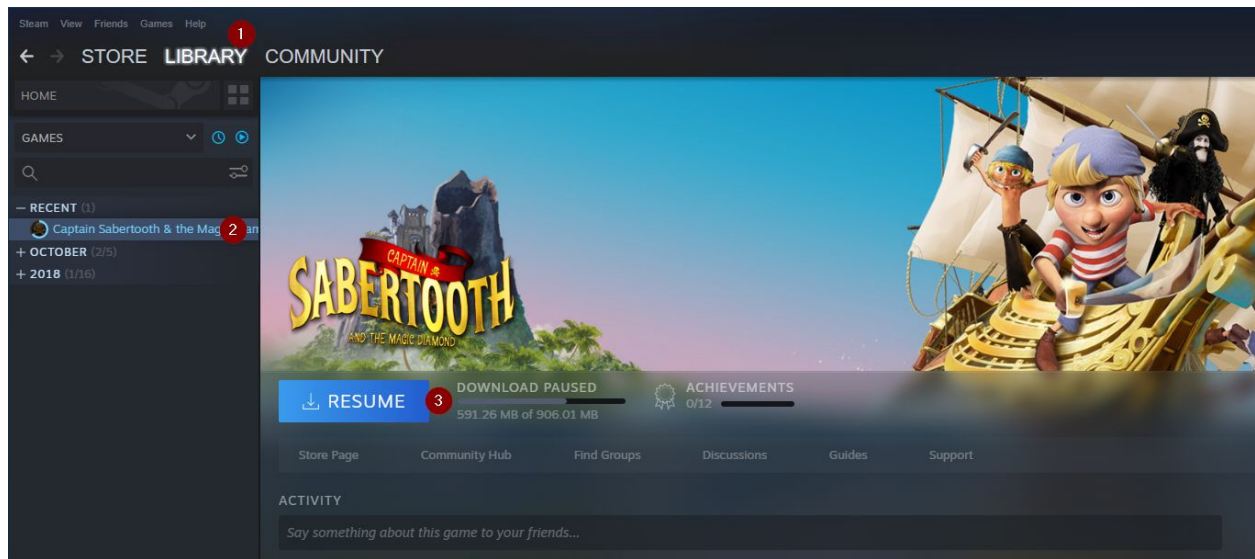 Steam View Friends Games Help
1
STORE LIBRARY COMMUNITY
HOME
GAMES
RECENT (1)
Captain Sabertooth & the Mag
2
OCTOBER (2/5)
2018 (1/16)
CAPTAIN
SABERTOOTH
AND THE MAGIC DIAMOND
RESUME
3
DOWNLOAD PAUSED
591.26 MB of 906.01 MB
ACHIEVEMENTS
0/12
Store Page Community Hub Find Groups Discussions Guides Support
ACTIVITY
Say something about this game to your friends...